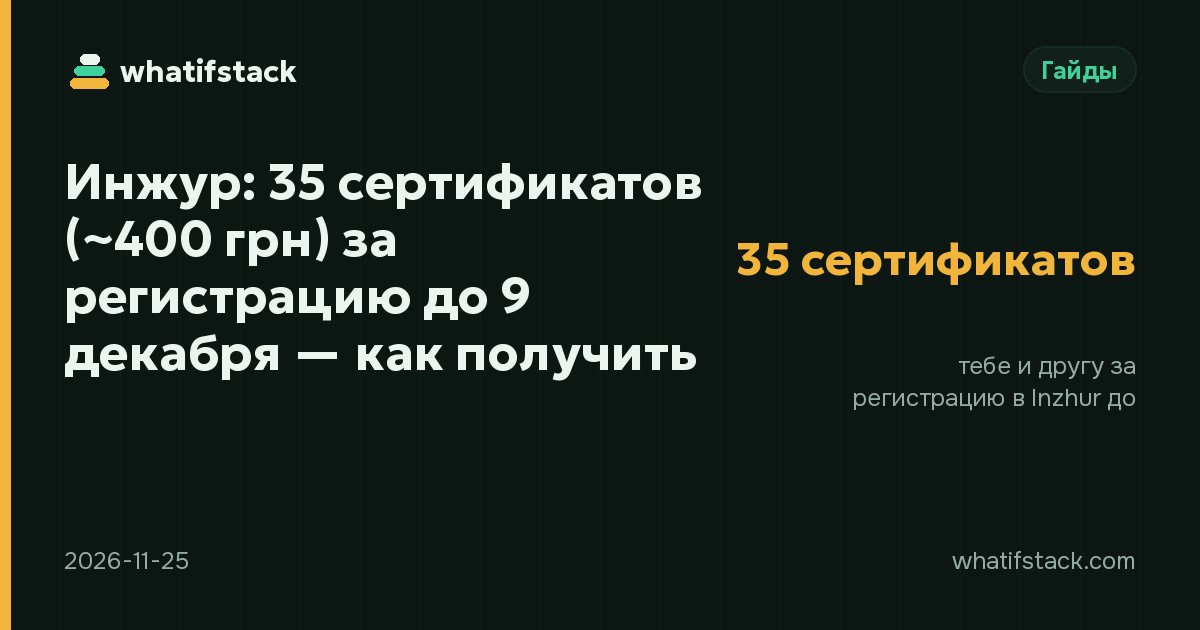 whatifstack
Гайды
Инжур: 35 сертификатов
(~400 грн) за
регистрацию до 9
декабря — как получить
35 сертификатов
тебе и другу за
регистрацию в Inzhur до
2026-11-25
whatifstack.com